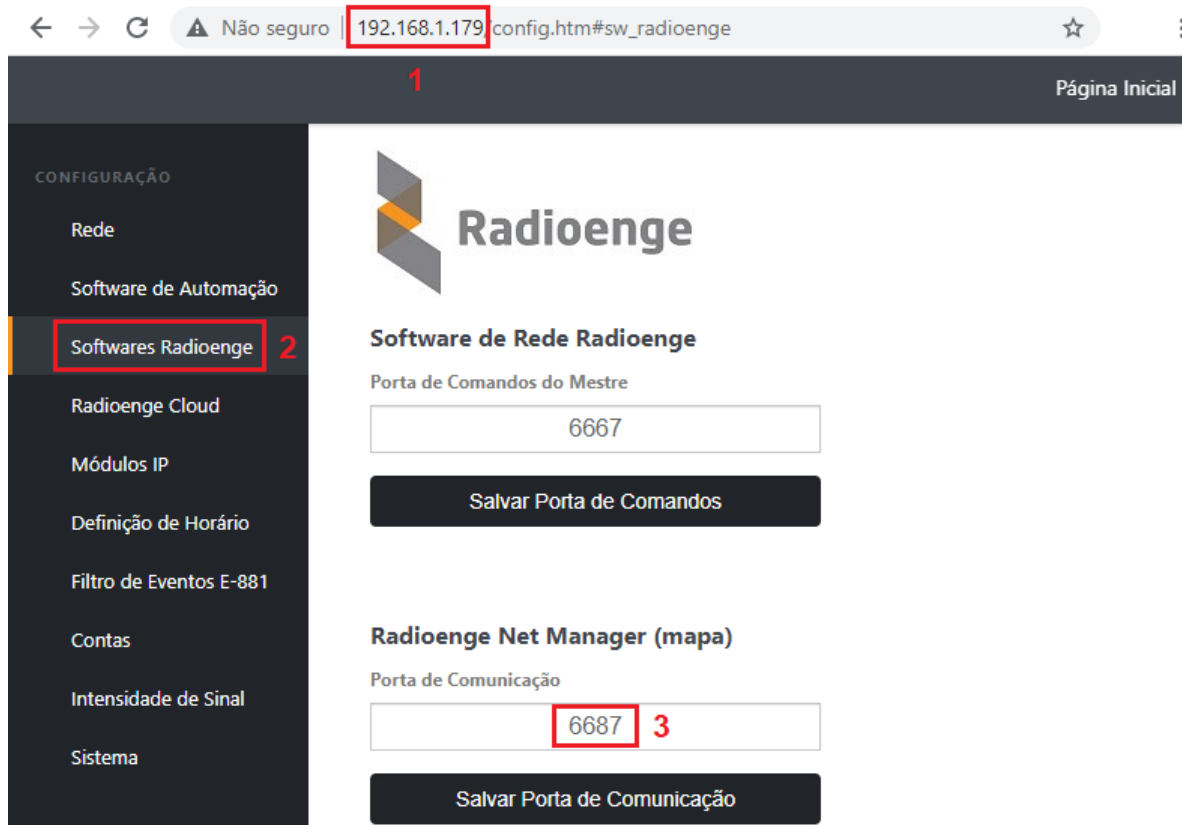 Não seguro | 192.168.1.179/config.htm#sw_radioenge
1
Página Inicial
CONFIGURAÇÃO
Rede
Software de Automação
Softwares Radioenge 2
Radioenge Cloud
Módulos IP
Definição de Horário
Filtro de Eventos E-881
Contas
Intensidade de Sinal
Sistema
Radioenge
Software de Rede Radioenge
Porta de Comandos do Mestre
6667
Salvar Porta de Comandos
Radioenge Net Manager (mapa)
Porta de Comunicação
6687 3
Salvar Porta de Comunicação